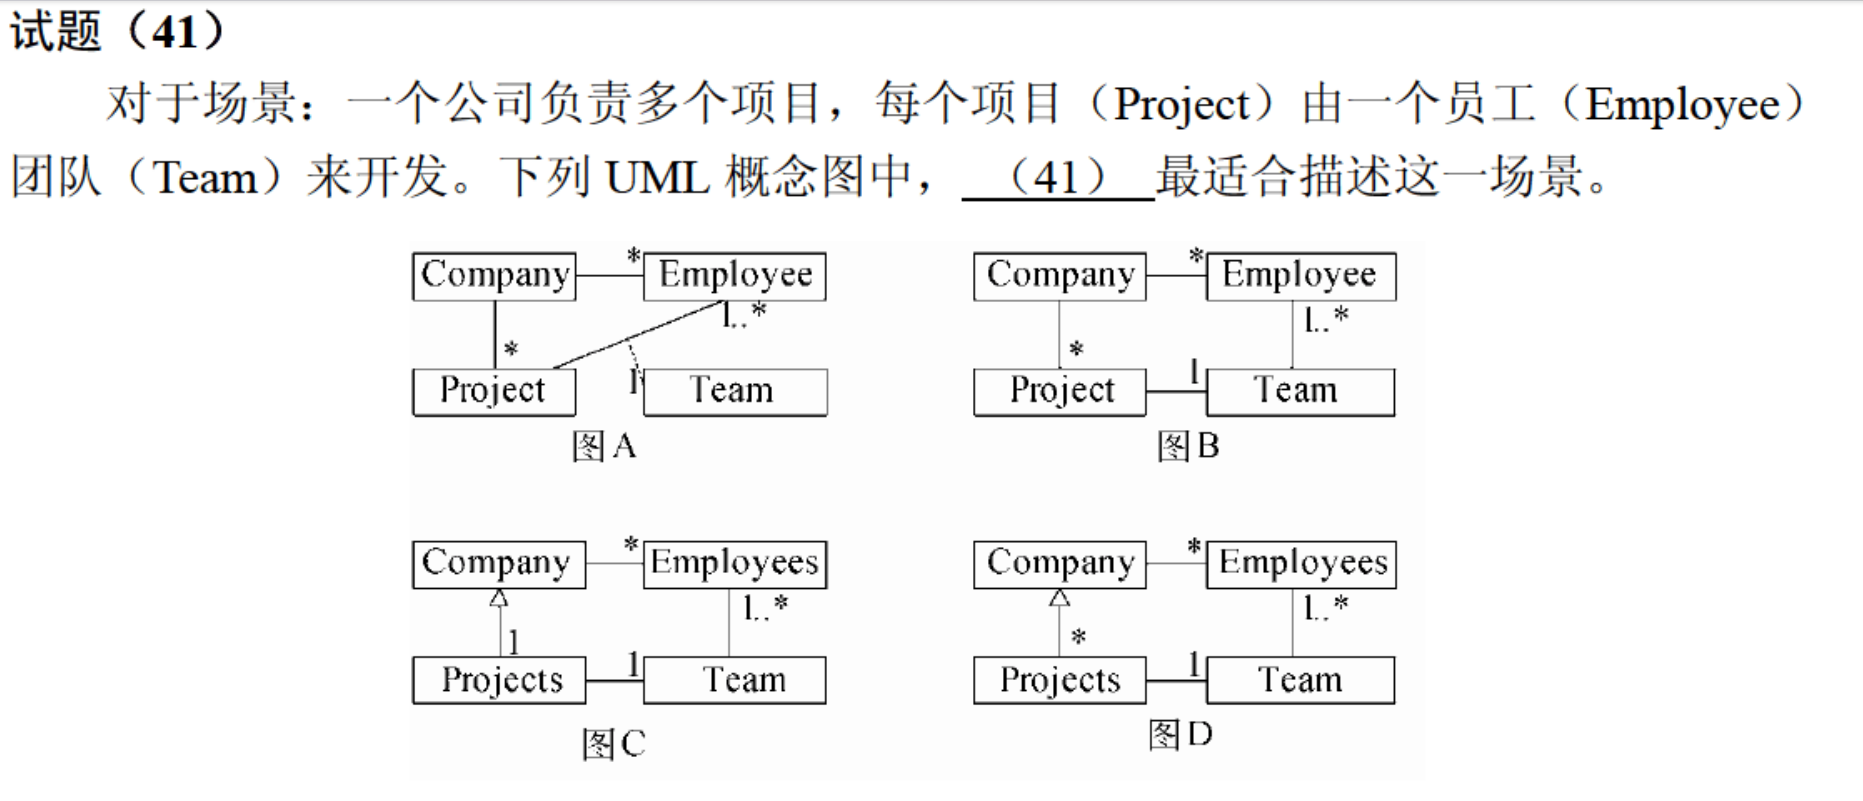 试题（41）
对于场景：一个公司负责多个项目，每个项目（Project）由一个员工（Employee）
团队（Team）来开发。下列 UML 概念图中，（41）最适合描述这一场景。
Company * Employee
1..*
*
Project 1 Team
图A
Company * Employee
1..*
*
Project 1 Team
图B
Company * Employees
1..*
1
Projects 1 Team
图C
Company * Employees
1..*
*
Projects 1 Team
图D